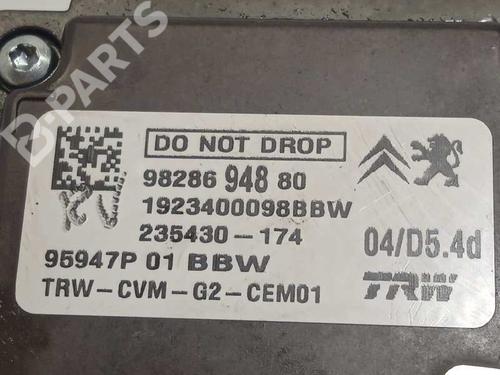 B-PARTS
DO NOT DROP
98286 948 80
1923400098BBW
235430-174
04/D5.4d
95947P 01 BBW
TRW-CVM-G2-CEM01
TRW